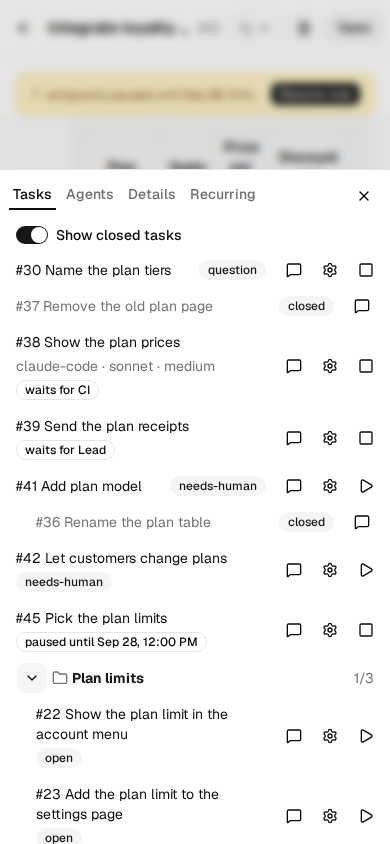 Tasks
Tasks Agents Details Recurring
Show closed tasks
#30 Name the plan tiers question
#37 Remove the old plan page closed
#38 Show the plan prices
claude-code · sonnet · medium
waits for CI
#39 Send the plan receipts
waits for Lead
#41 Add plan model needs-human
#36 Rename the plan table closed
#42 Let customers change plans
needs-human
#45 Pick the plan limits
paused until Sep 28, 12:00 PM
Plan limits 1/3
#22 Show the plan limit in the
account menu
open
#23 Add the plan limit to the
settings page
open